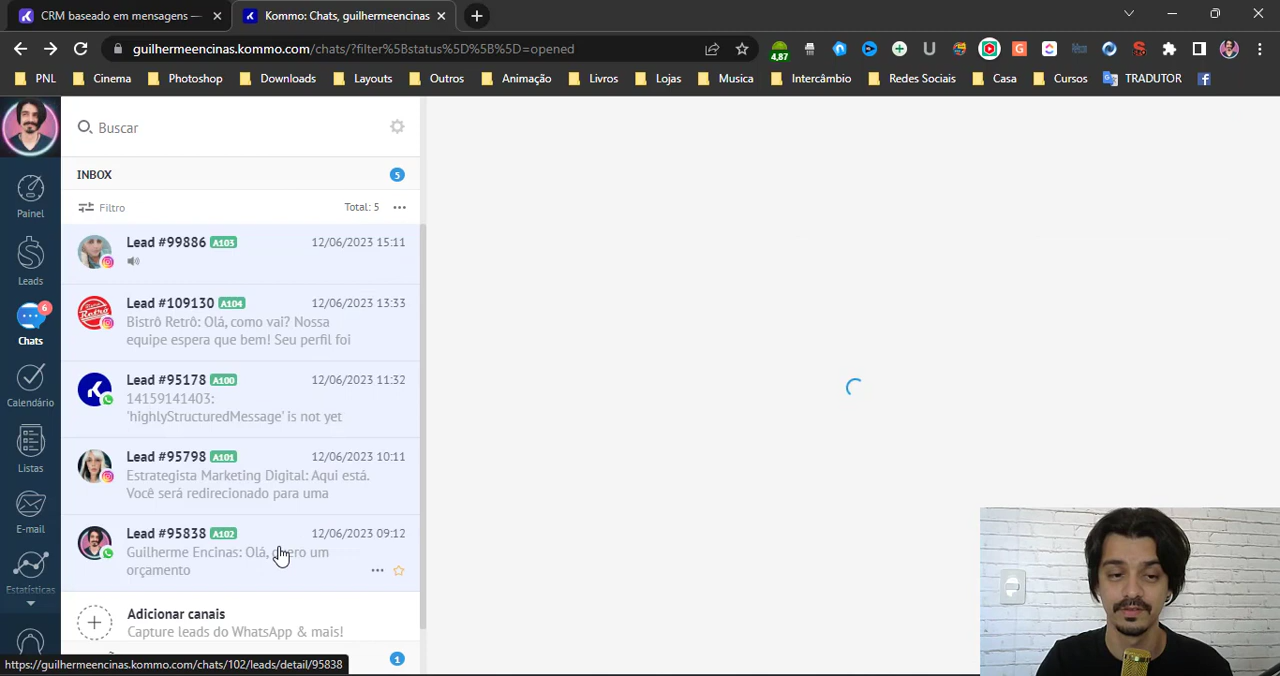 CRM baseado em mensagens —
Kommo: Chats, guilhermeencinas
guilhermeencinas.kommo.com/chats/?filter%5Bstatus%5D%5B%5D=opened
4,87
PNL
Cinema
Photoshop
Downloads
Layouts
Outros
Animação
Livros
Lojas
Musica
Intercâmbio
Redes Sociais
Casa
Cursos
TRADUTOR
Buscar
INBOX 5
Filtro Total: 5
Painel
Leads
6
Chats
Calendário
Listas
E-mail
Estatísticas
Lead #99886 A103 12/06/2023 15:11
Lead #109130 A104 12/06/2023 13:33
Bistrô Retrô: Olá, como vai? Nossa
equipe espera que bem! Seu perfil foi
Lead #95178 A100 12/06/2023 11:32
14159141403:
'highlyStructuredMessage' is not yet
Lead #95798 A101 12/06/2023 10:11
Estrategista Marketing Digital: Aqui está.
Você será redirecionado para uma
Lead #95838 A102 12/06/2023 09:12
Guilherme Encinas: Olá, quero um
orçamento
Adicionar canais
Capture leads do WhatsApp & mais!
1
https://guilhermeencinas.kommo.com/chats/102/leads/detail/95838